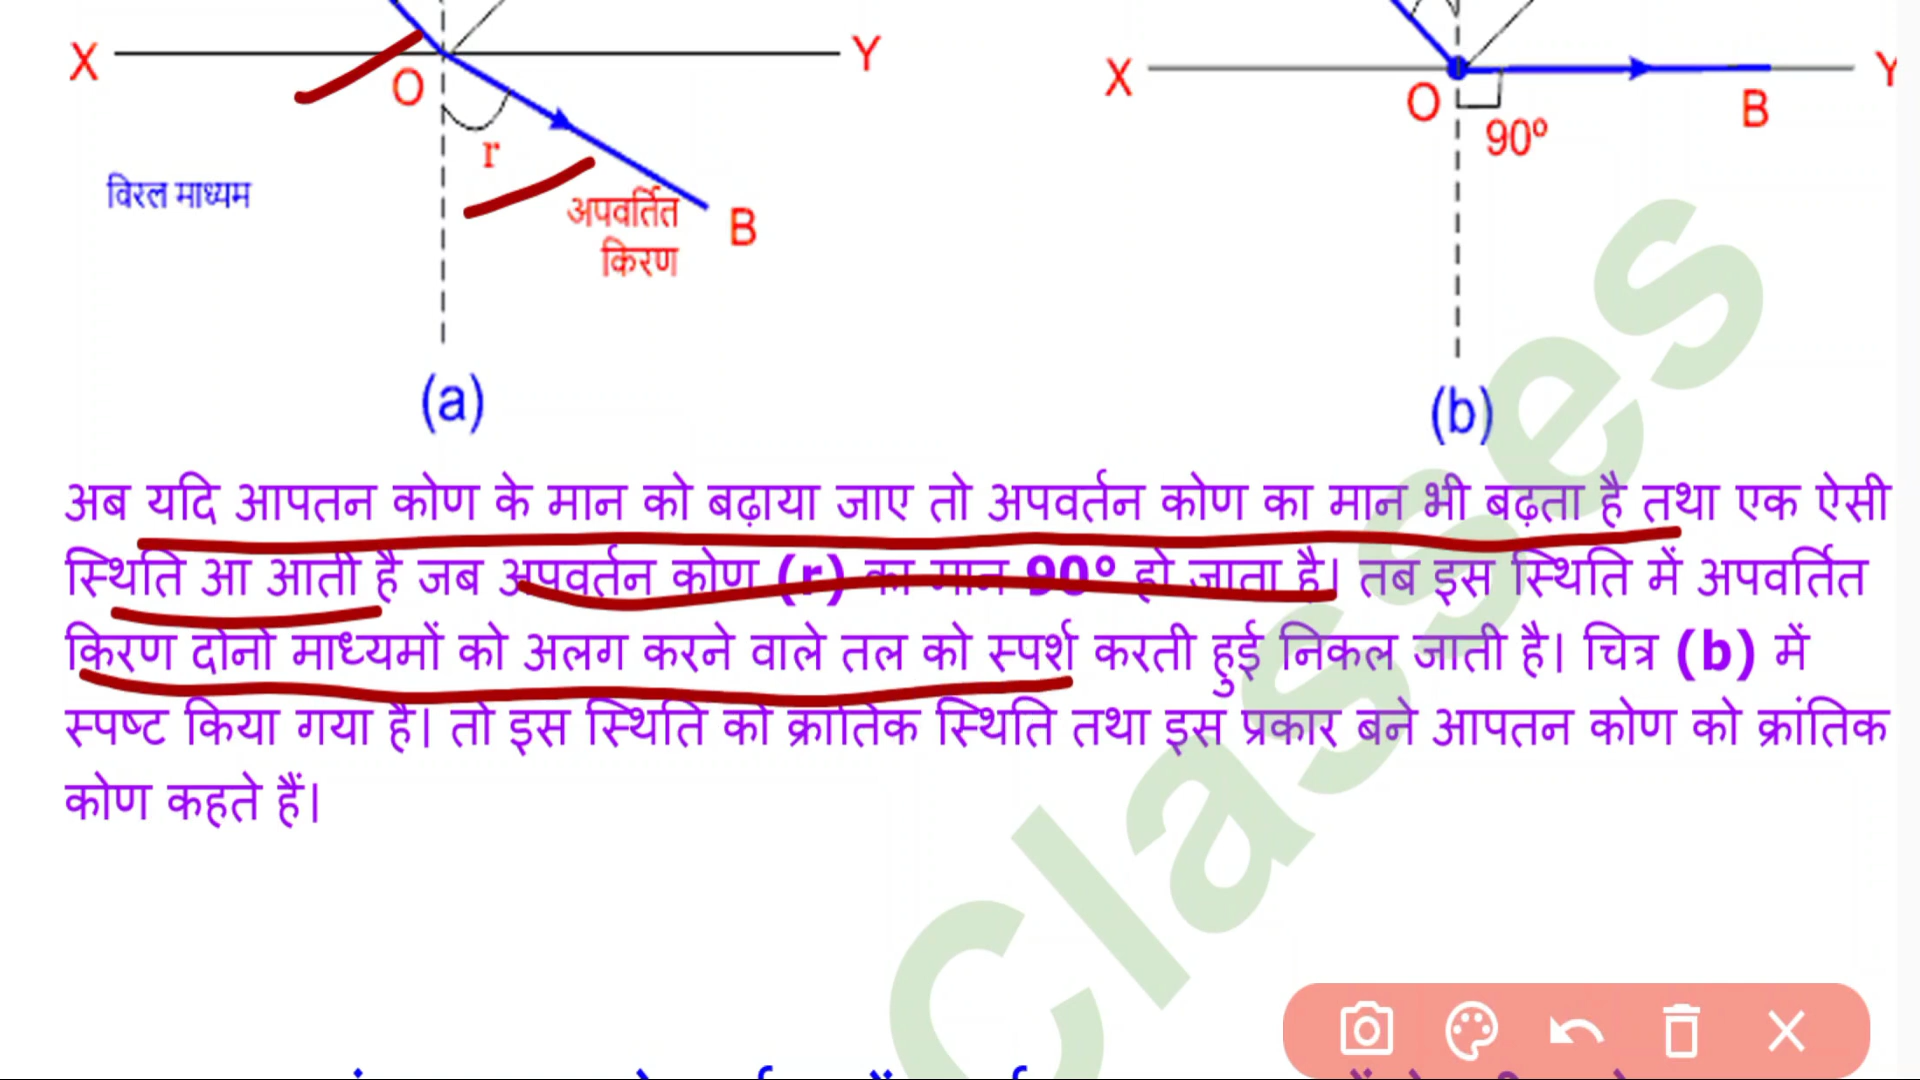 X Y X Y
O r O 90º B
विरल माध्यम
अपवर्तित B
किरण
(a) (b)
अब यदि आपतन कोण के मान को बढ़ाया जाए तो अपवर्तन कोण का मान भी बढ़ता है तथा एक ऐसी
स्थिति आ आती है जब अपवर्तन कोण (r) का मान 90° हो जाता है। तब इस स्थिति में अपवर्तित
किरण दोनो माध्यमों को अलग करने वाले तल को स्पर्श करती हुई निकल जाती है। चित्र (b) में
स्पष्ट किया गया है। तो इस स्थिति को क्रांतिक स्थिति तथा इस प्रकार बने आपतन कोण को क्रांतिक
कोण कहते हैं।
Classes